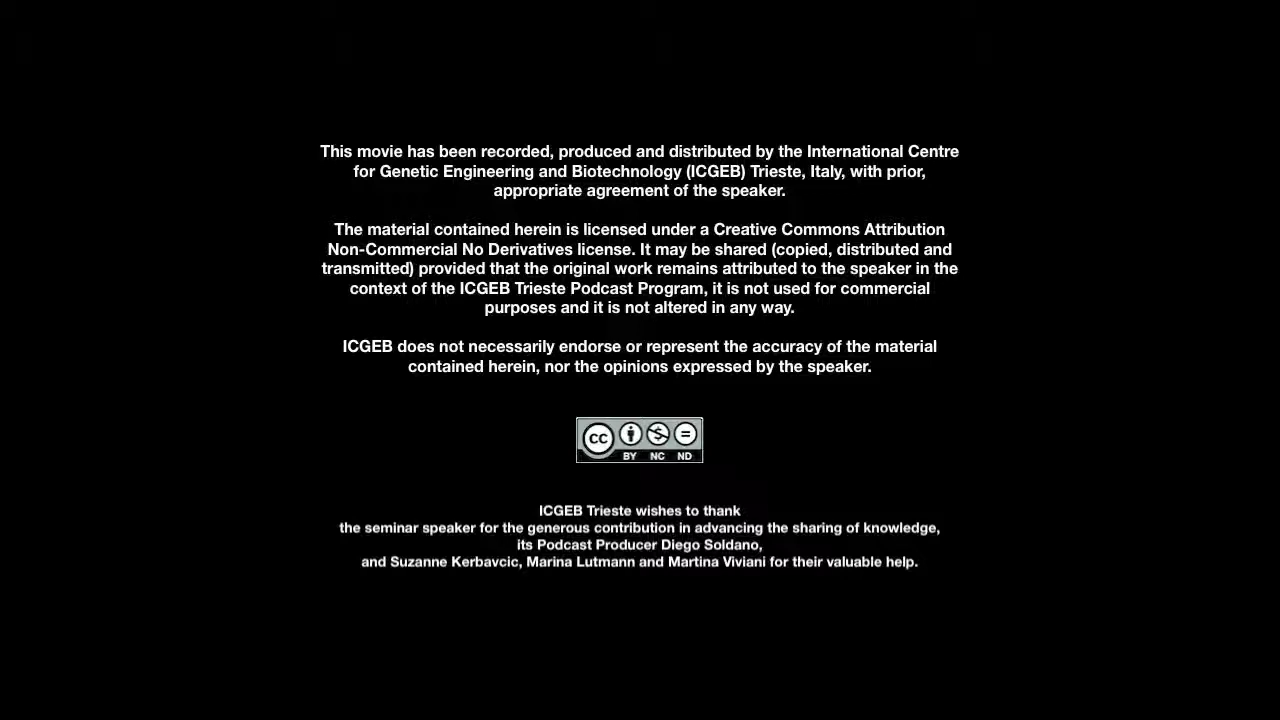 This movie has been recorded, produced and distributed by the International Centre
for Genetic Engineering and Biotechnology (ICGEB) Trieste, Italy, with prior,
appropriate agreement of the speaker.
The material contained herein is licensed under a Creative Commons Attribution
Non-Commercial No Derivatives license. It may be shared (copied, distributed and
transmitted) provided that the original work remains attributed to the speaker in the
context of the ICGEB Trieste Podcast Program, it is not used for commercial
purposes and it is not altered in any way.
ICGEB does not necessarily endorse or represent the accuracy of the material
contained herein, nor the opinions expressed by the speaker.
CC
BY NC ND
ICGEB Trieste wishes to thank
the seminar speaker for the generous contribution in advancing the sharing of knowledge,
its Podcast Producer Diego Soldano,
and Suzanne Kerbavcic, Marina Lutmann and Martina Viviani for their valuable help.